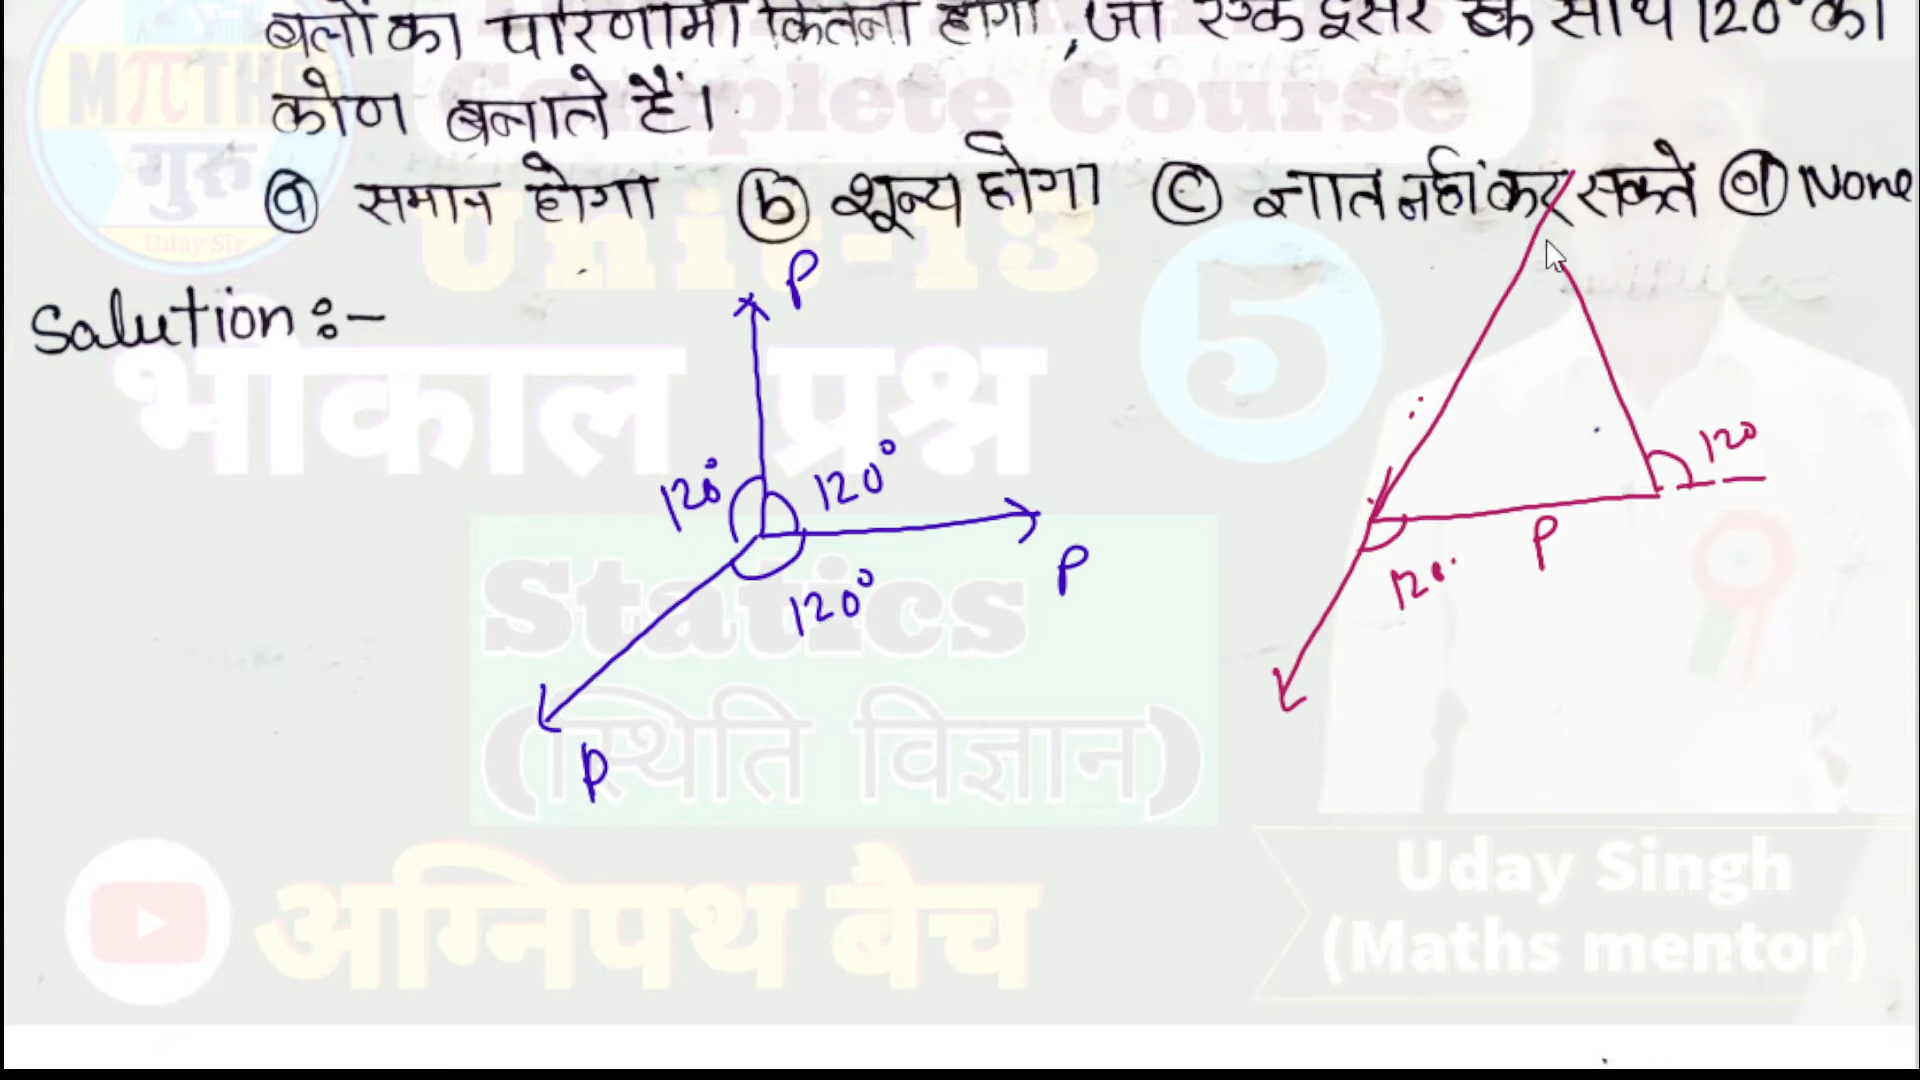 बलों का परिणामी कितना होगा, जो एक दूसरे के साथ 120° का
कोण बनाते हैं।
ⓐ समान होगा ⓑ शून्य होगा ⓒ ज्ञात नहीं कर सकते ⓓ None
Salution :-
P
120°
120°
P
120°
P
120
P
120
MπTHS
गुरु
Uday Sir
Complete Course
Unit-13
5
भौकाल प्रश्न
Statics
(स्थिति विज्ञान)
अग्निपथ बैच
Uday Singh
(Maths mentor)